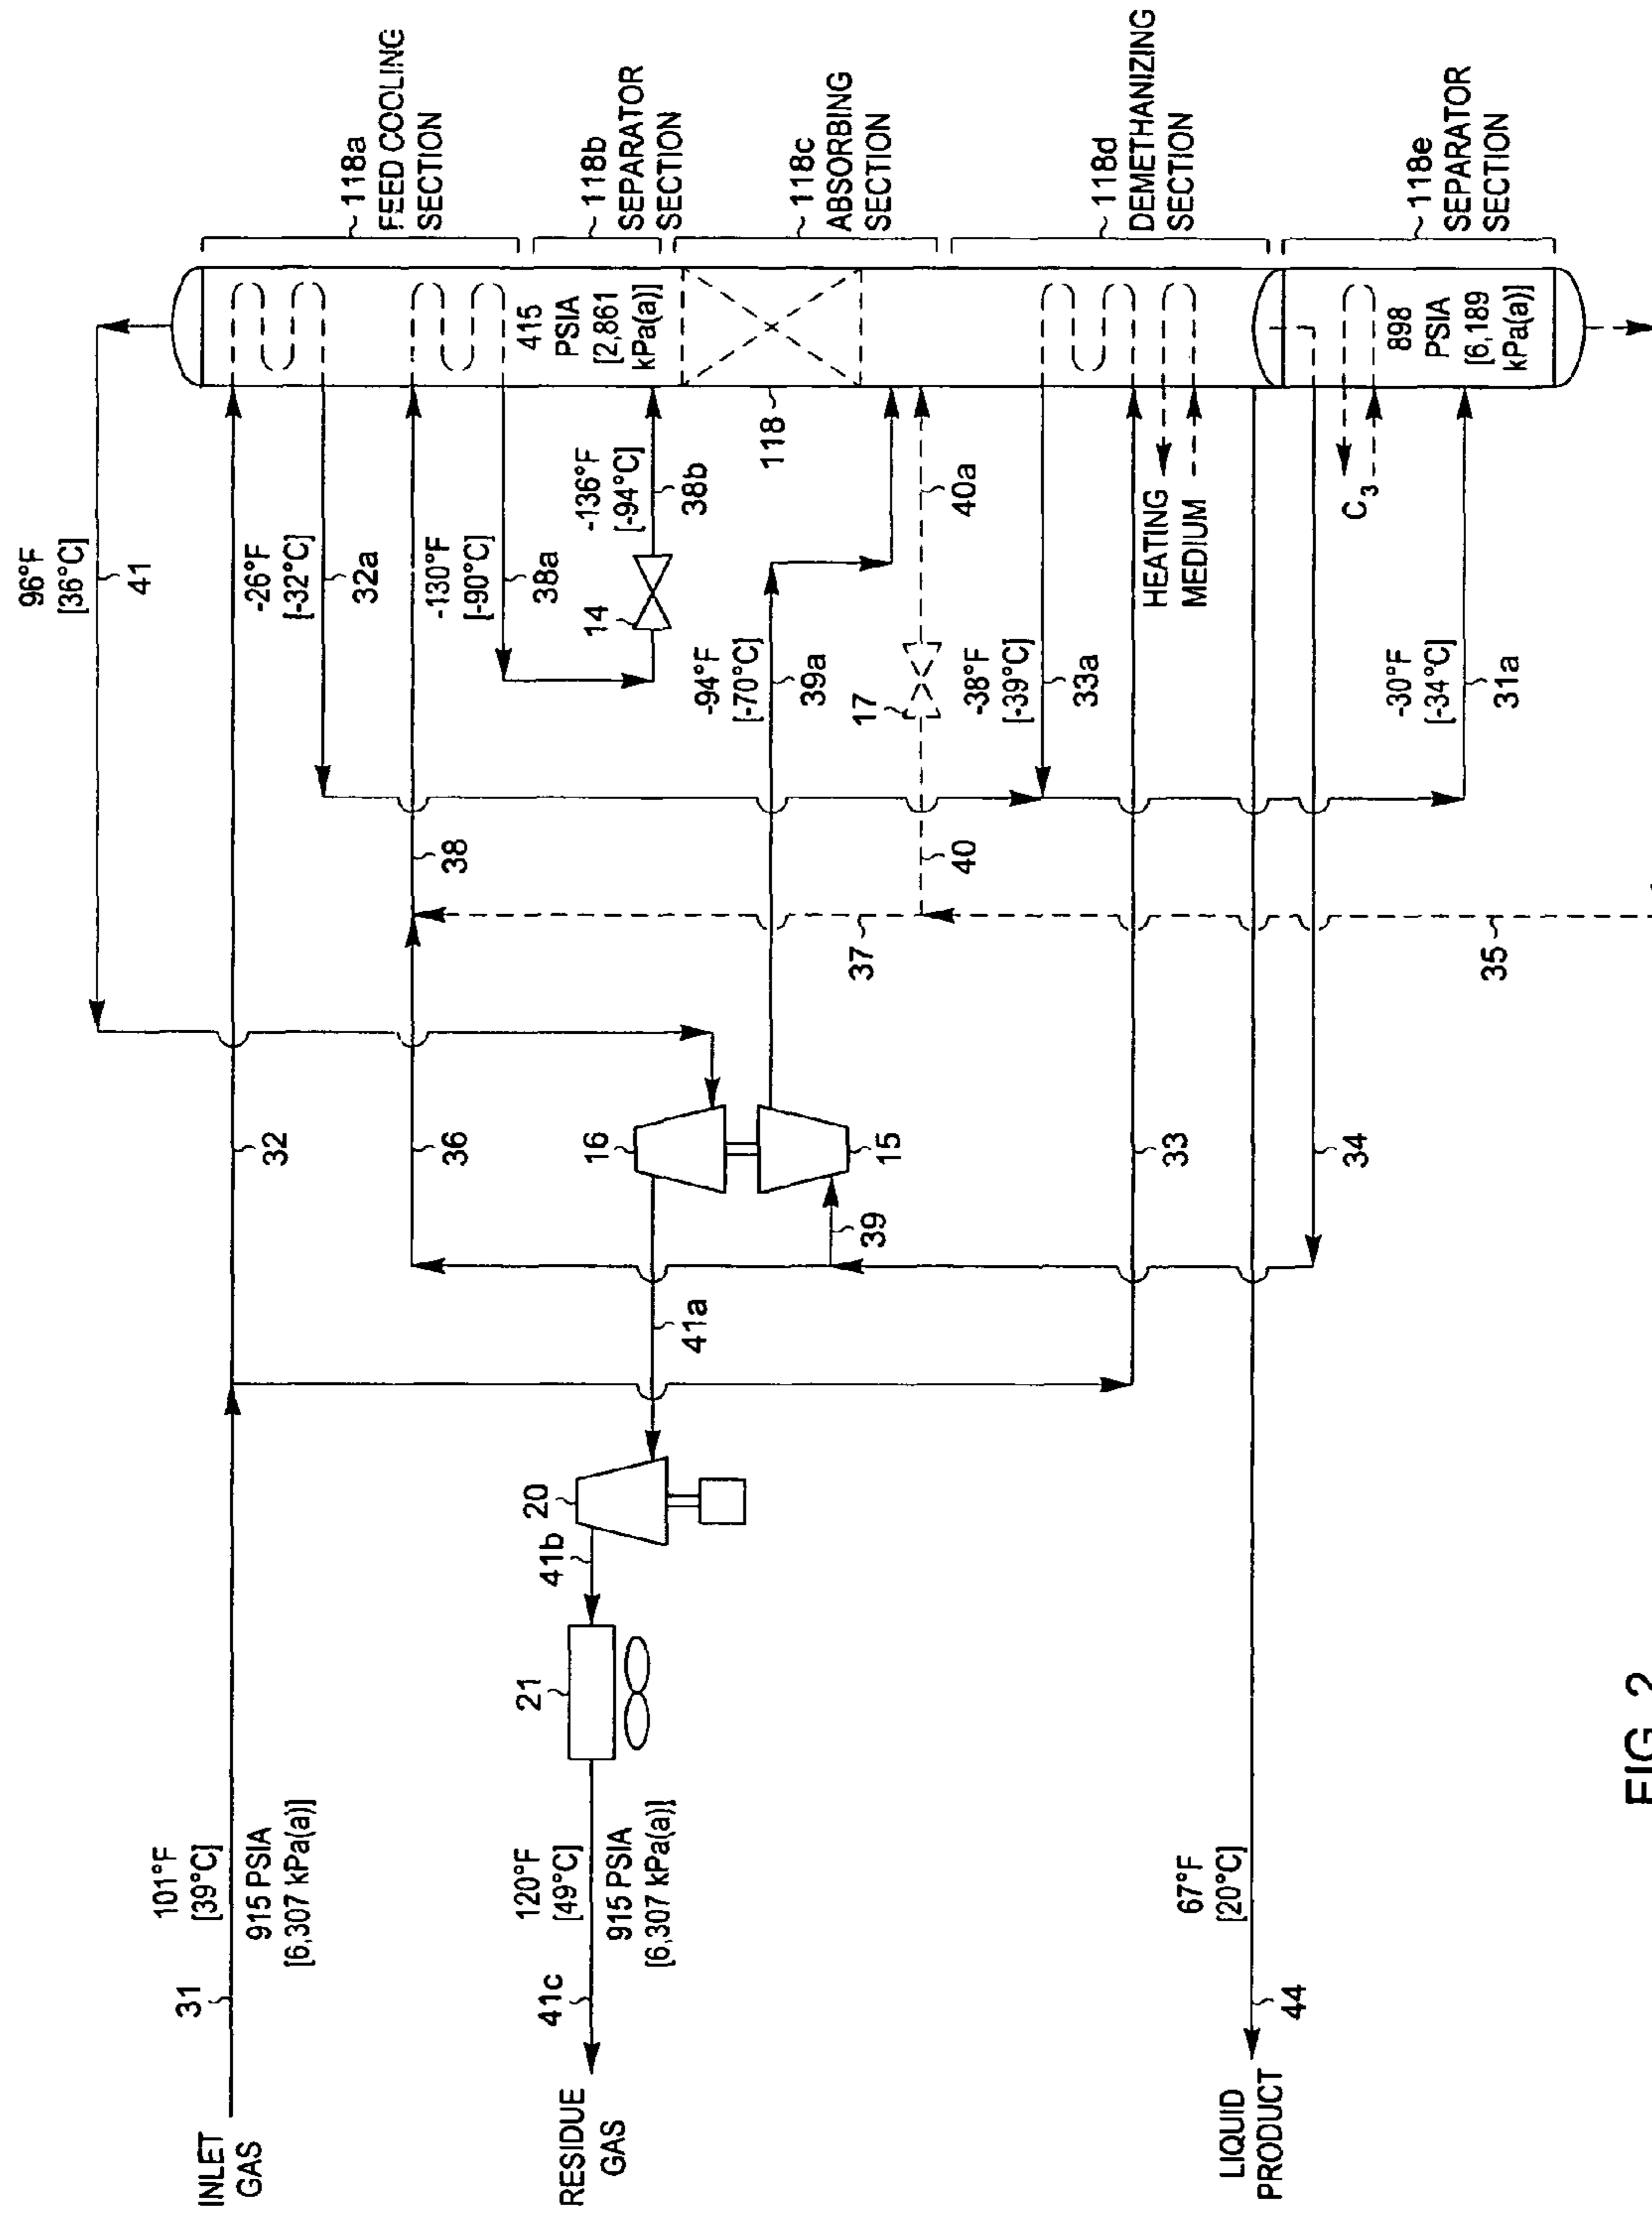 96°F
[36°C]
41
118a
FEED COOLING
SECTION
118b
SEPARATOR
SECTION
118c
ABSORBING
SECTION
118d
DEMETHANIZING
SECTION
118e
SEPARATOR
SECTION
-26°F
[-32°C]
32a
-130°F
[-90°C]
38a
415
PSIA
[2,861
kPa(a)]
14
-136°F
[-94°C]
38b
118
-94°F
[-70°C]
39a
17
40a
-38°F
[-39°C]
33a
HEATING
MEDIUM
898
PSIA
[6,189
kPa(a)]
C3
-30°F
[-34°C]
31a
38
40
37
35
32
36
16
15
39
33
34
41a
20
41b
21
INLET
GAS
31
101°F
[39°C]
915 PSIA
[6,307 kPa(a)]
RESIDUE
GAS
41c
120°F
[49°C]
915 PSIA
[6,307 kPa(a)]
LIQUID
PRODUCT
44
67°F
[20°C]